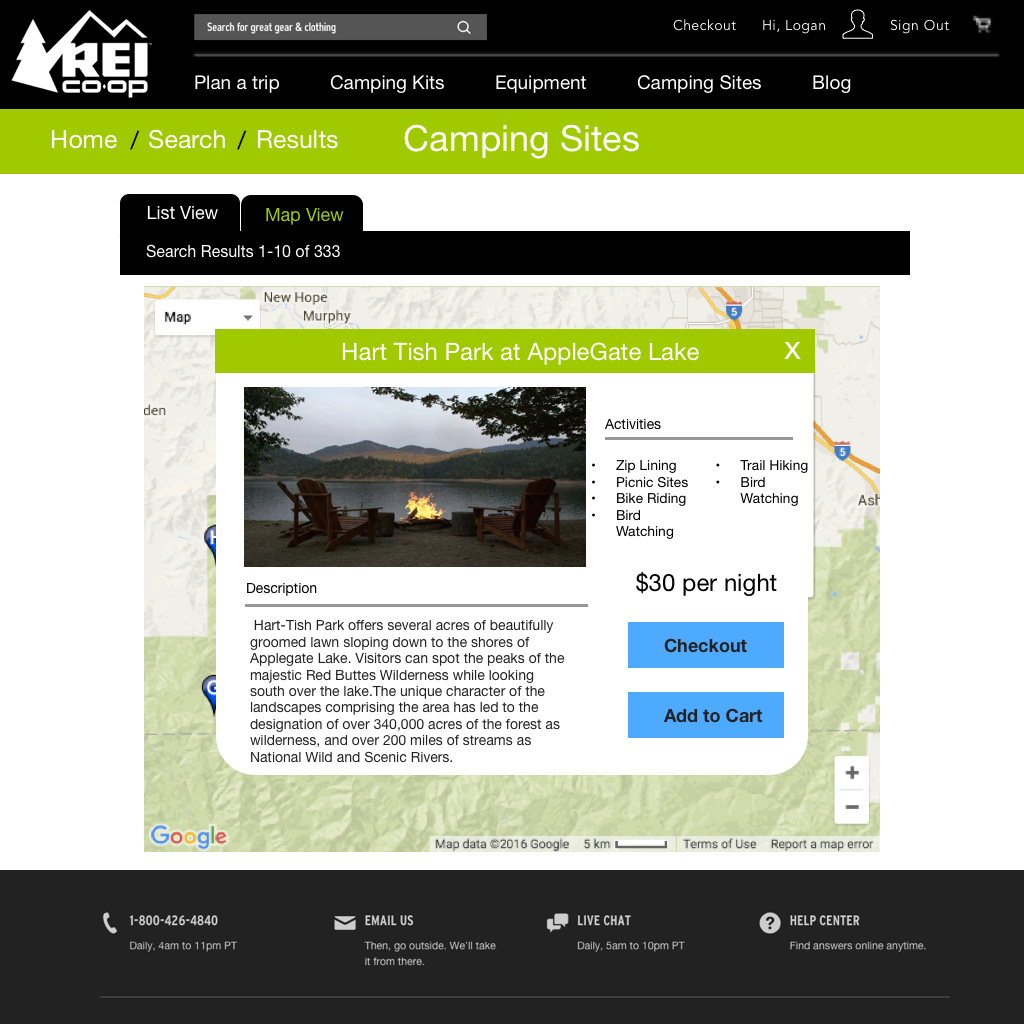 REI
CO·OP
Search for great gear & clothing
Checkout
Hi, Logan
Sign Out
Plan a trip
Camping Kits
Equipment
Camping Sites
Blog
Home / Search / Results
Camping Sites
List View
Map View
Search Results 1-10 of 333
New Hope
Murphy
Map
5
Hart Tish Park at AppleGate Lake
X
den
5
Ash
H
G
Activities
• Zip Lining
• Picnic Sites
• Bike Riding
• Bird
Watching
• Trail Hiking
• Bird
Watching
$30 per night
Checkout
Add to Cart
Description
Hart-Tish Park offers several acres of beautifully
groomed lawn sloping down to the shores of
Applegate Lake. Visitors can spot the peaks of the
majestic Red Buttes Wilderness while looking
south over the lake.The unique character of the
landscapes comprising the area has led to the
designation of over 340,000 acres of the forest as
wilderness, and over 200 miles of streams as
National Wild and Scenic Rivers.
+
−
Google
Map data ©2016 Google
5 km
Terms of Use
Report a map error
1-800-426-4840
Daily, 4am to 11pm PT
EMAIL US
Then, go outside. We'll take
it from there.
LIVE CHAT
Daily, 5am to 10pm PT
?
HELP CENTER
Find answers online anytime.